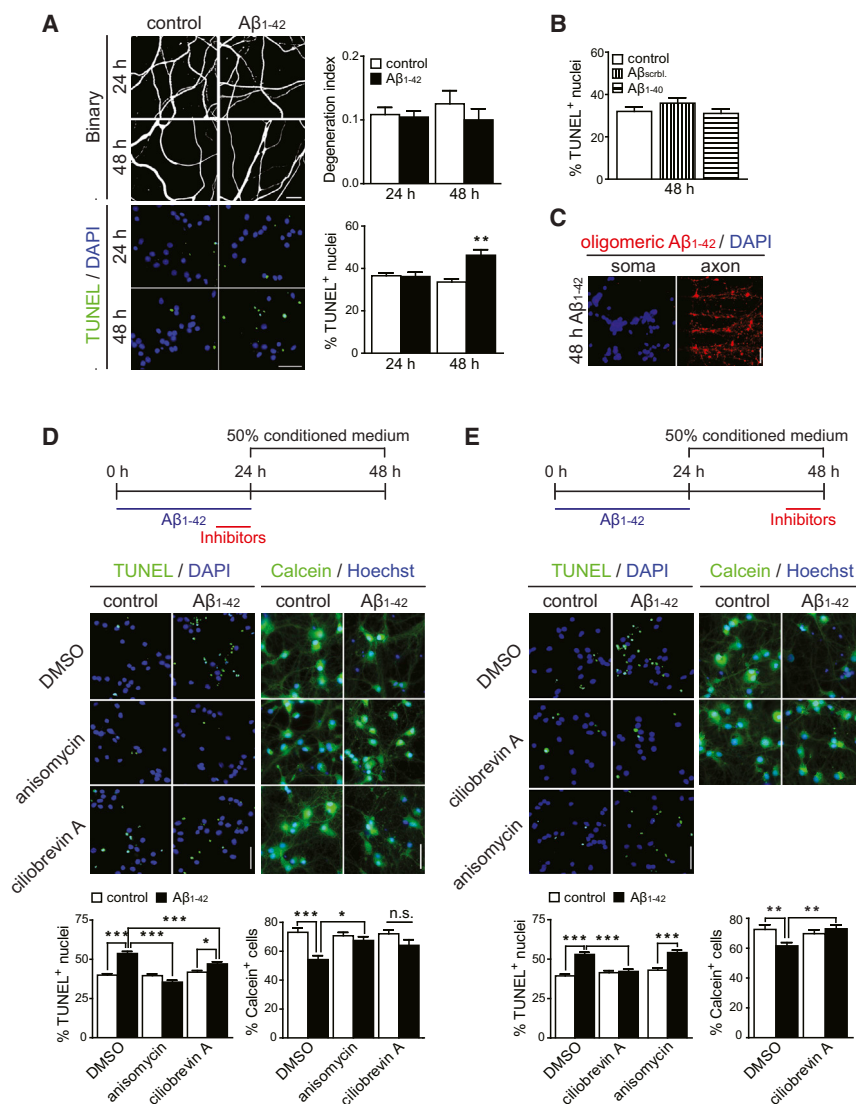 A
control Aβ1-42
Binary
24 h
48 h
TUNEL / DAPI
24 h
48 h
control
Aβ1-42
Degeneration index
0.2
0.1
0.0
24 h 48 h
**
% TUNEL+ nuclei
60
40
20
0
24 h 48 h
B
control
Aβscrbl.
Aβ1-40
% TUNEL+ nuclei
60
40
20
0
48 h
C
oligomeric Aβ1-42 / DAPI
soma axon
48 h Aβ1-42
D
50% conditioned medium
0 h 24 h 48 h
Aβ1-42
Inhibitors
TUNEL / DAPI Calcein / Hoechst
control Aβ1-42 control Aβ1-42
DMSO
anisomycin
ciliobrevin A
control Aβ1-42
% TUNEL+ nuclei
75
50
25
0
***
*** ***
*
DMSO
anisomycin
ciliobrevin A
% Calcein+ cells
80
60
40
20
0
*** * n.s.
DMSO
anisomycin
ciliobrevin A
E
50% conditioned medium
0 h 24 h 48 h
Aβ1-42
Inhibitors
TUNEL / DAPI Calcein / Hoechst
control Aβ1-42 control Aβ1-42
DMSO
ciliobrevin A
anisomycin
control Aβ1-42
% TUNEL+ nuclei
75
50
25
0
*** *** ***
DMSO
ciliobrevin A
anisomycin
% Calcein+ cells
80
60
40
20
0
** **
DMSO
ciliobrevin A